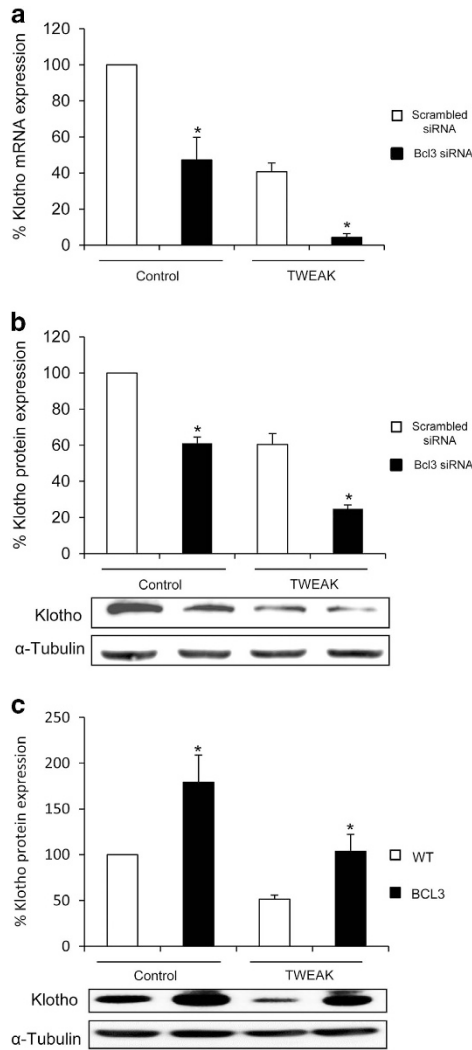 a
% Klotho mRNA expression
120
100
80
60
40
20
0
*
*
Control
TWEAK
Scrambled
siRNA
Bcl3 siRNA
b
% Klotho protein expression
120
100
80
60
40
20
0
*
*
Control
TWEAK
Scrambled
siRNA
Bcl3 siRNA
Klotho
α-Tubulin
c
% Klotho protein expression
250
200
150
100
50
0
*
*
Control
TWEAK
WT
BCL3
Klotho
α-Tubulin